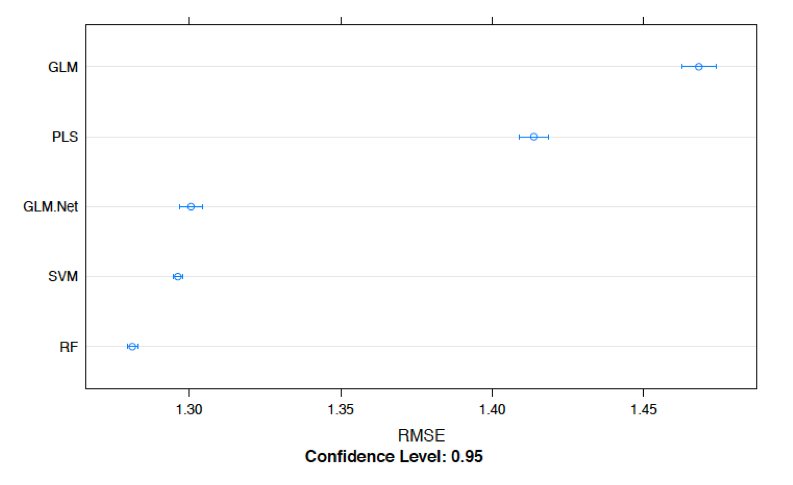 GLM
PLS
GLM.Net
SVM
RF
1.30 1.35 1.40 1.45
RMSE
Confidence Level: 0.95